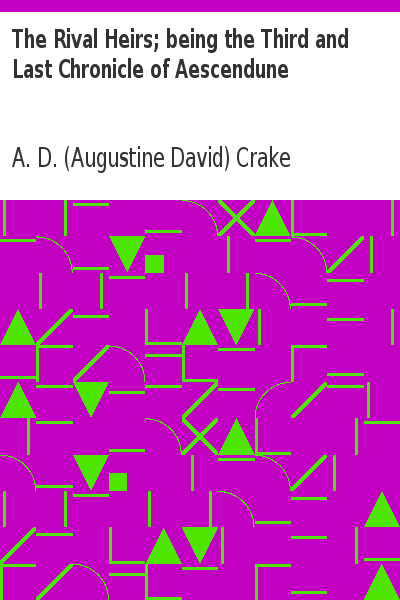 The Rival Heirs; being the Third and
Last Chronicle of Aescendune
A. D. (Augustine David) Crake